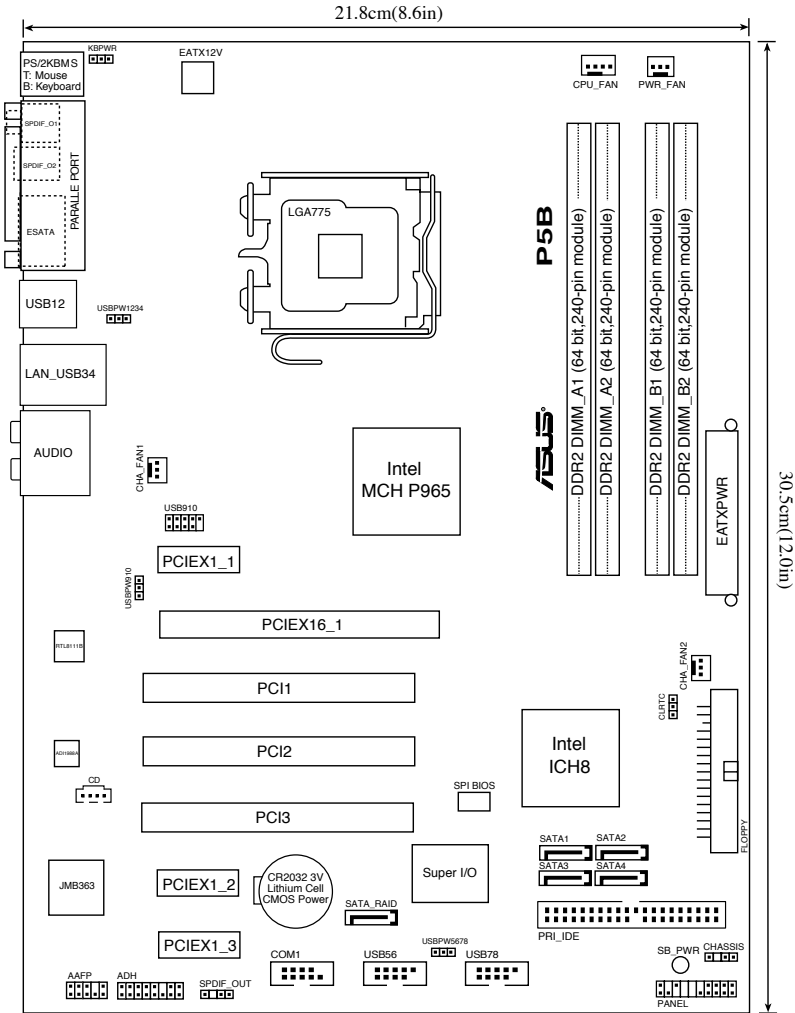 21.8cm(8.6in)
KBPWR
EATX12V
PS/2KBMS
T: Mouse
B: Keyboard
CPU_FAN
PWR_FAN
SPDIF_O1
SPDIF_O2
ESATA
PARALLE PORT
LGA775
P5B
ASUS
DDR2 DIMM_A1 (64 bit,240-pin module)
DDR2 DIMM_A2 (64 bit,240-pin module)
DDR2 DIMM_B1 (64 bit,240-pin module)
DDR2 DIMM_B2 (64 bit,240-pin module)
USB12
USBPW1234
LAN_USB34
AUDIO
CHA_FAN1
Intel
MCH P965
EATXPWR
30.5cm(12.0in)
USB910
PCIEX1_1
USBPW910
PCIEX16_1
RTL8111B
CHA_FAN2
PCI1
CLRTC
Intel
ICH8
PCI2
AD1988A
CD
SPI BIOS
PCI3
FLOPPY
SATA1
SATA2
SATA3
SATA4
Super I/O
JMB363
PCIEX1_2
CR2032 3V
Lithium Cell
CMOS Power
SATA_RAID
PRI_IDE
PCIEX1_3
COM1
USB56
USBPW5678
USB78
SB_PWR
CHASSIS
AAFP
ADH
SPDIF_OUT
PANEL